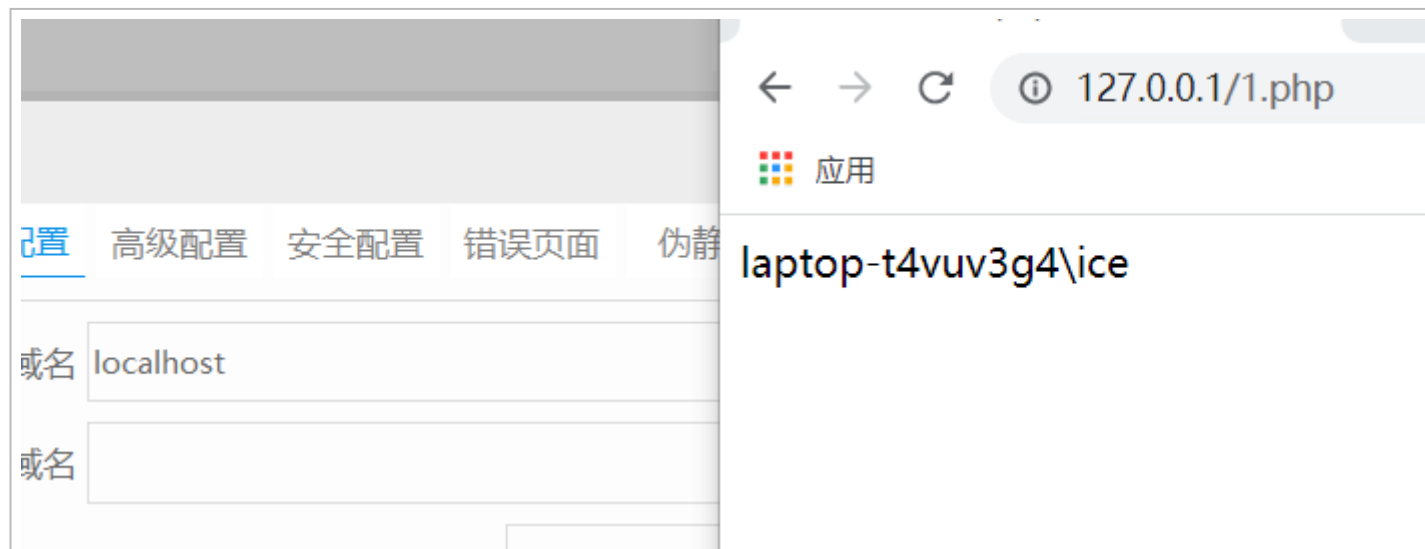 127.0.0.1/1.php
应用
配置 高级配置 安全配置 错误页面 伪静
laptop-t4vuv3g4\ice
域名 localhost
域名